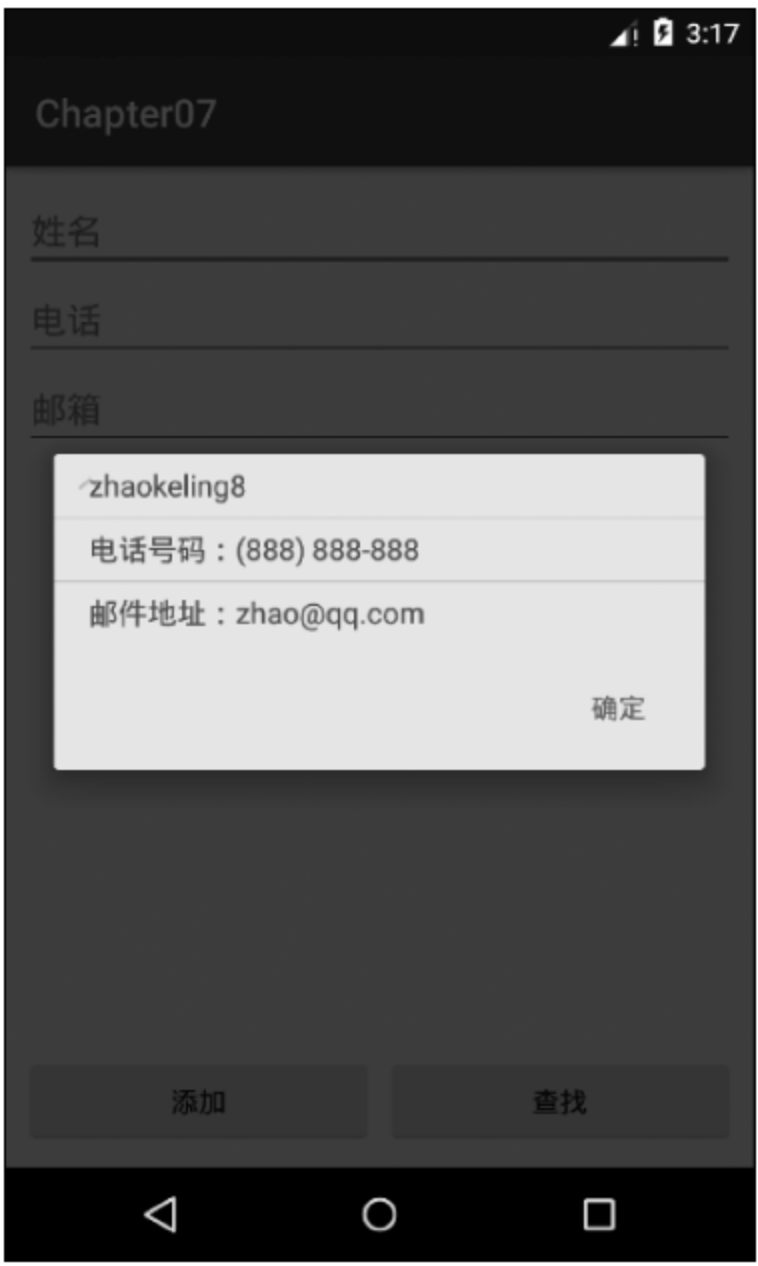 3:17
Chapter07
姓名
电话
邮箱
zhaokeling8
电话号码：(888) 888-888
邮件地址：zhao@qq.com
确定
添加 查找